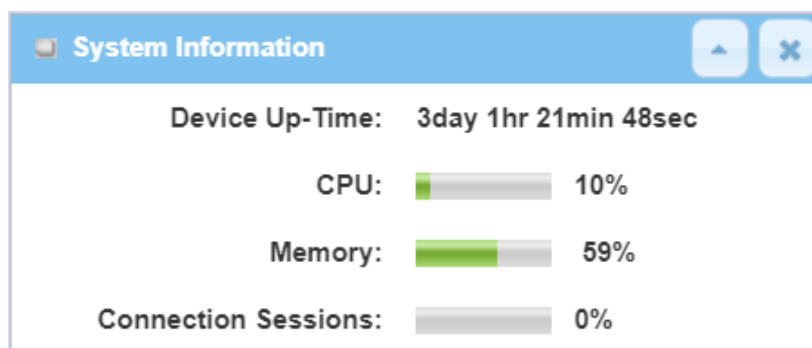 System Information
Device Up-Time: 3day 1hr 21min 48sec
CPU: 10%
Memory: 59%
Connection Sessions: 0%